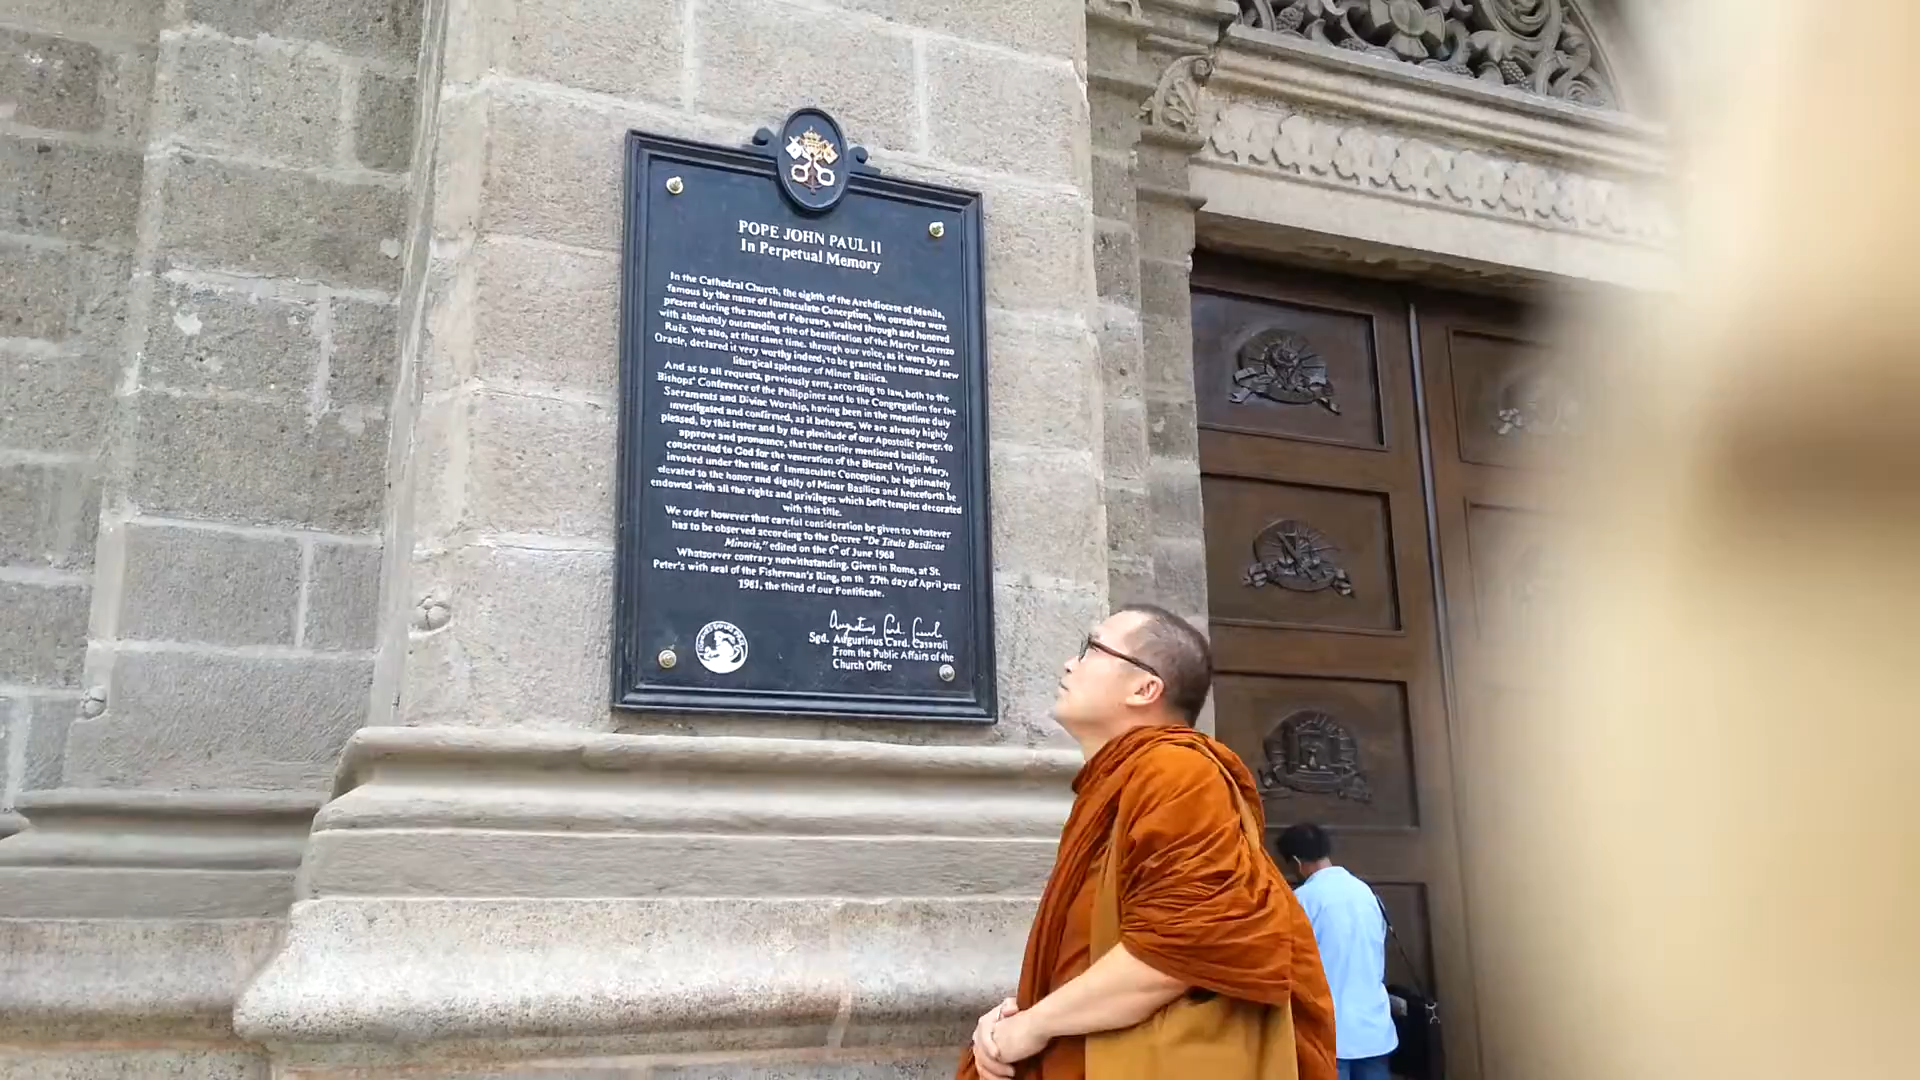 POPE JOHN PAUL II
In Perpetual Memory
In the Cathedral Church, the eighth of the Archdiocese of Manila,
famous by the name of Immaculate Conception, We ourselves were
present during the month of February, walked through and honored
with absolutely outstanding rite of beatification of the Martyr Lorenzo
Ruiz. We also, at that same time, through our voice, as it were by an
Oracle, declared it very worthy indeed, to be granted the honor and new
liturgical splendor of Minor Basilica.
And as to all requests, previously sent, according to law, both to the
Bishops' Conference of the Philippines and to the Congregation for the
Sacraments and Divine Worship, having been in the meantime duly
investigated and confirmed, as it behooves, We are already highly
pleased, by this letter and by the plenitude of our Apostolic power, to
approve and pronounce, that the earlier mentioned building,
consecrated to God for the veneration of the Blessed Virgin Mary,
invoked under the title of Immaculate Conception, be legitimately
elevated to the honor and dignity of Minor Basilica and henceforth be
endowed with all the rights and privileges which befit temples decorated
with this title.
We order however that careful consideration be given to whatever
has to be observed according to the Decree "De Titulo Basilicae
Minoris," edited on the 6th of June 1968
Whatsoever contrary notwithstanding. Given in Rome, at St.
Peter's with seal of the Fisherman's Ring, on th 27th day of April year
1981, the third of our Pontificate.
Sgd. Augustinus Card. Casaroli
From the Public Affairs of the
Church Office